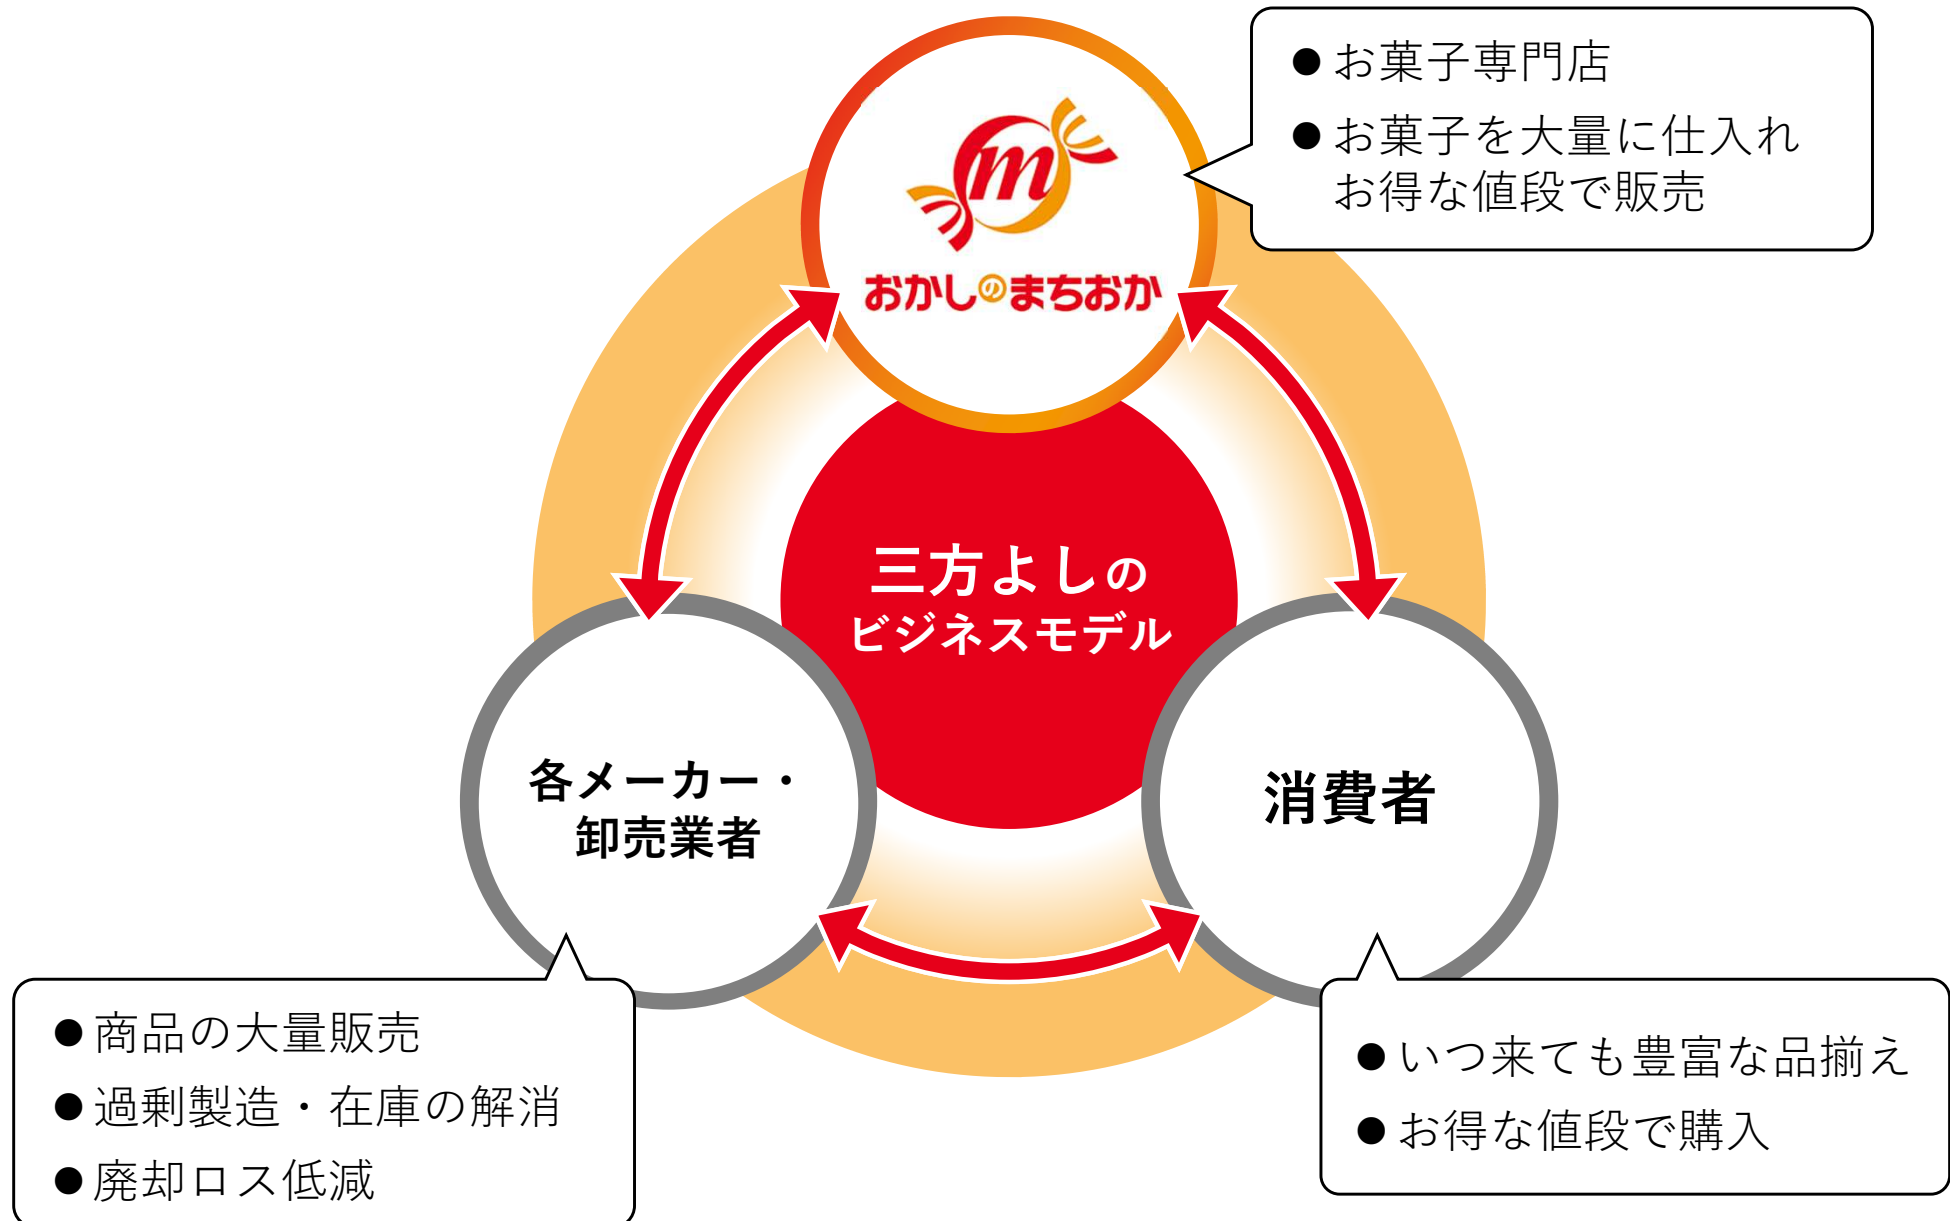 ● お菓子専門店
● お菓子を大量に仕入れ
お得な値段で販売
m
おかしのまちおか
三方よしの
ビジネスモデル
各メーカー・
卸売業者
消費者
● 商品の大量販売
● 過剰製造・在庫の解消
● 廃却ロス低減
● いつ来ても豊富な品揃え
● お得な値段で購入